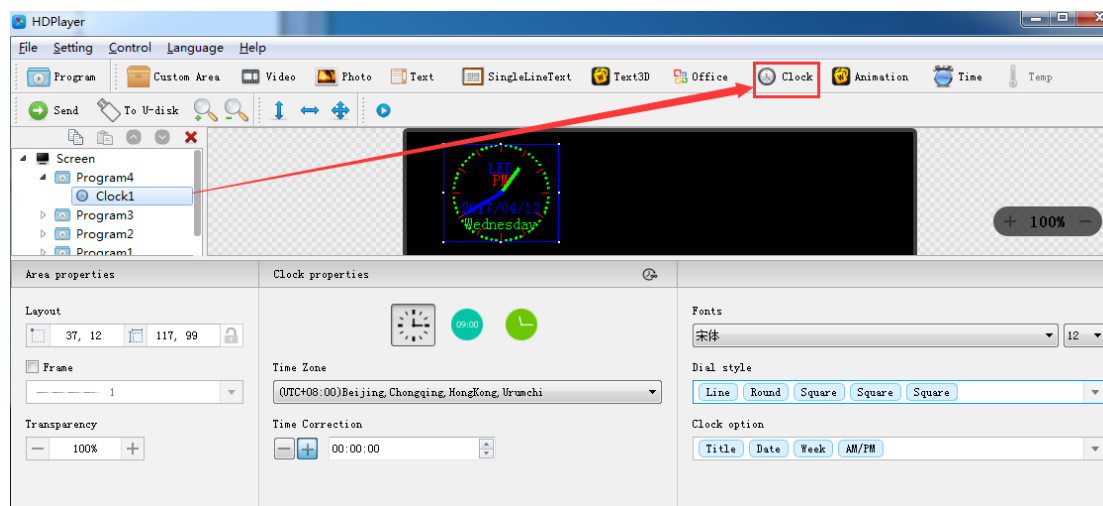 HDPlayer
File Setting Control Language Help
Program Custom Area Video Photo Text SingleLineText Text3D Office Clock Animation Time Temp
Send To U-disk
Screen
Program4
Clock1
Program3
Program2
Program1
LED
PM
2017/04/12
Wednesday
+ 100% −
Area properties Clock properties
Layout
37, 12 117, 99
Frame
1
Transparency
− 100% +
09:00
Time Zone
(UTC+08:00)Beijing,Chongqing,HongKong,Urumchi
Time Correction
− + 00:00:00
Fonts
宋体 12
Dial style
Line Round Square Square Square
Clock option
Title Date Week AM/PM